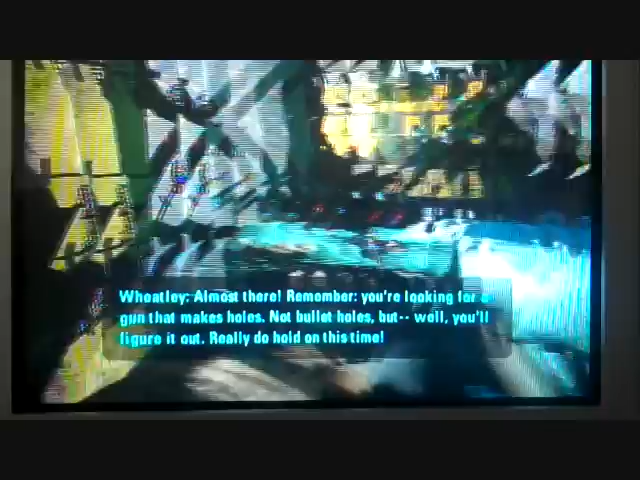 Wheatley: Almost there! Remember: you're looking for a
gun that makes holes. Not bullet holes, but-- well, you'll
figure it out. Really do hold on this time!